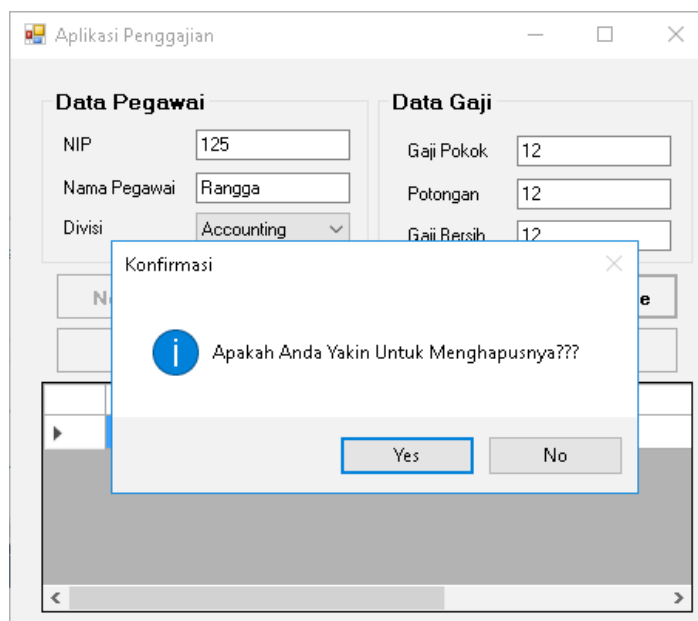 Aplikasi Penggajian
Data Pegawai
NIP
125
Nama Pegawai
Rangga
Divisi
Accounting
Data Gaji
Gaji Pokok
12
Potongan
12
Gaji Bersih
12
Konfirmasi
Apakah Anda Yakin Untuk Menghapusnya???
Yes
No